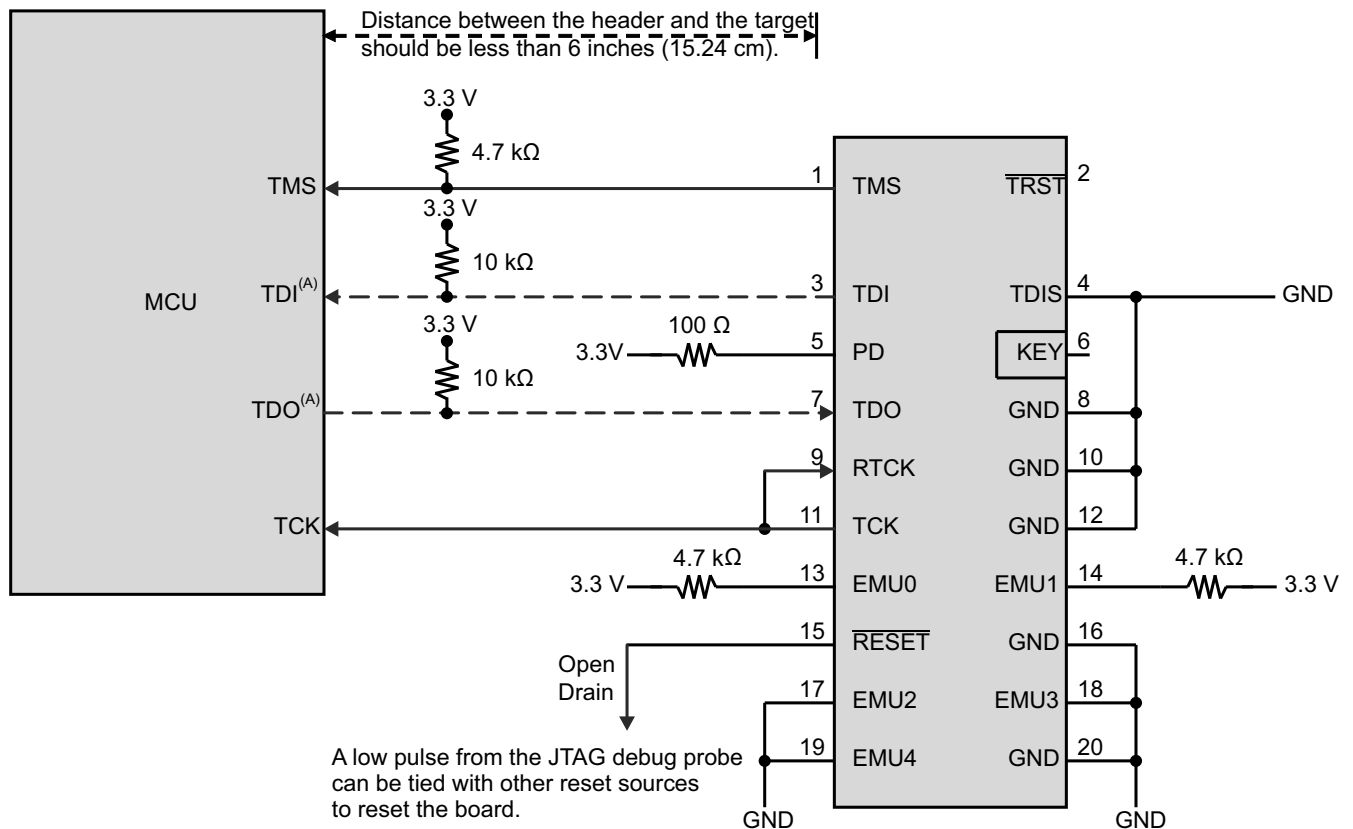 Distance between the header and the target
should be less than 6 inches (15.24 cm).
3.3 V
4.7 kΩ
TMS
1
TMS
TRST
2
3.3 V
10 kΩ
MCU
TDI(A)
3
TDI
TDIS
4
GND
3.3 V
100 Ω
3.3V
5
PD
KEY
6
10 kΩ
TDO(A)
7
TDO
GND
8
9
RTCK
GND
10
TCK
11
TCK
GND
12
4.7 kΩ
3.3 V
13
EMU0
EMU1
14
4.7 kΩ
3.3 V
15
RESET
GND
16
Open
Drain
17
EMU2
EMU3
18
A low pulse from the JTAG debug probe
can be tied with other reset sources
to reset the board.
19
EMU4
GND
20
GND
GND